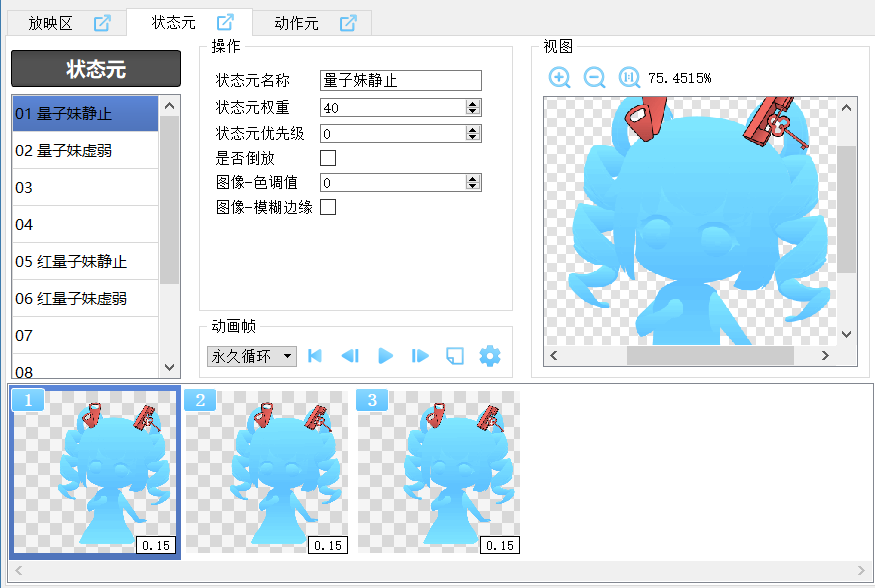 放映区
状态元
动作元
状态元
01 量子妹静止
02 量子妹虚弱
03
04
05 红量子妹静止
06 红量子妹虚弱
07
08
操作
状态元名称 量子妹静止
状态元权重 40
状态元优先级 0
是否倒放
图像-色调值 0
图像-模糊边缘
动画帧
永久循环
视图
1:1 75.4515%
1
0.15
2
0.15
3
0.15